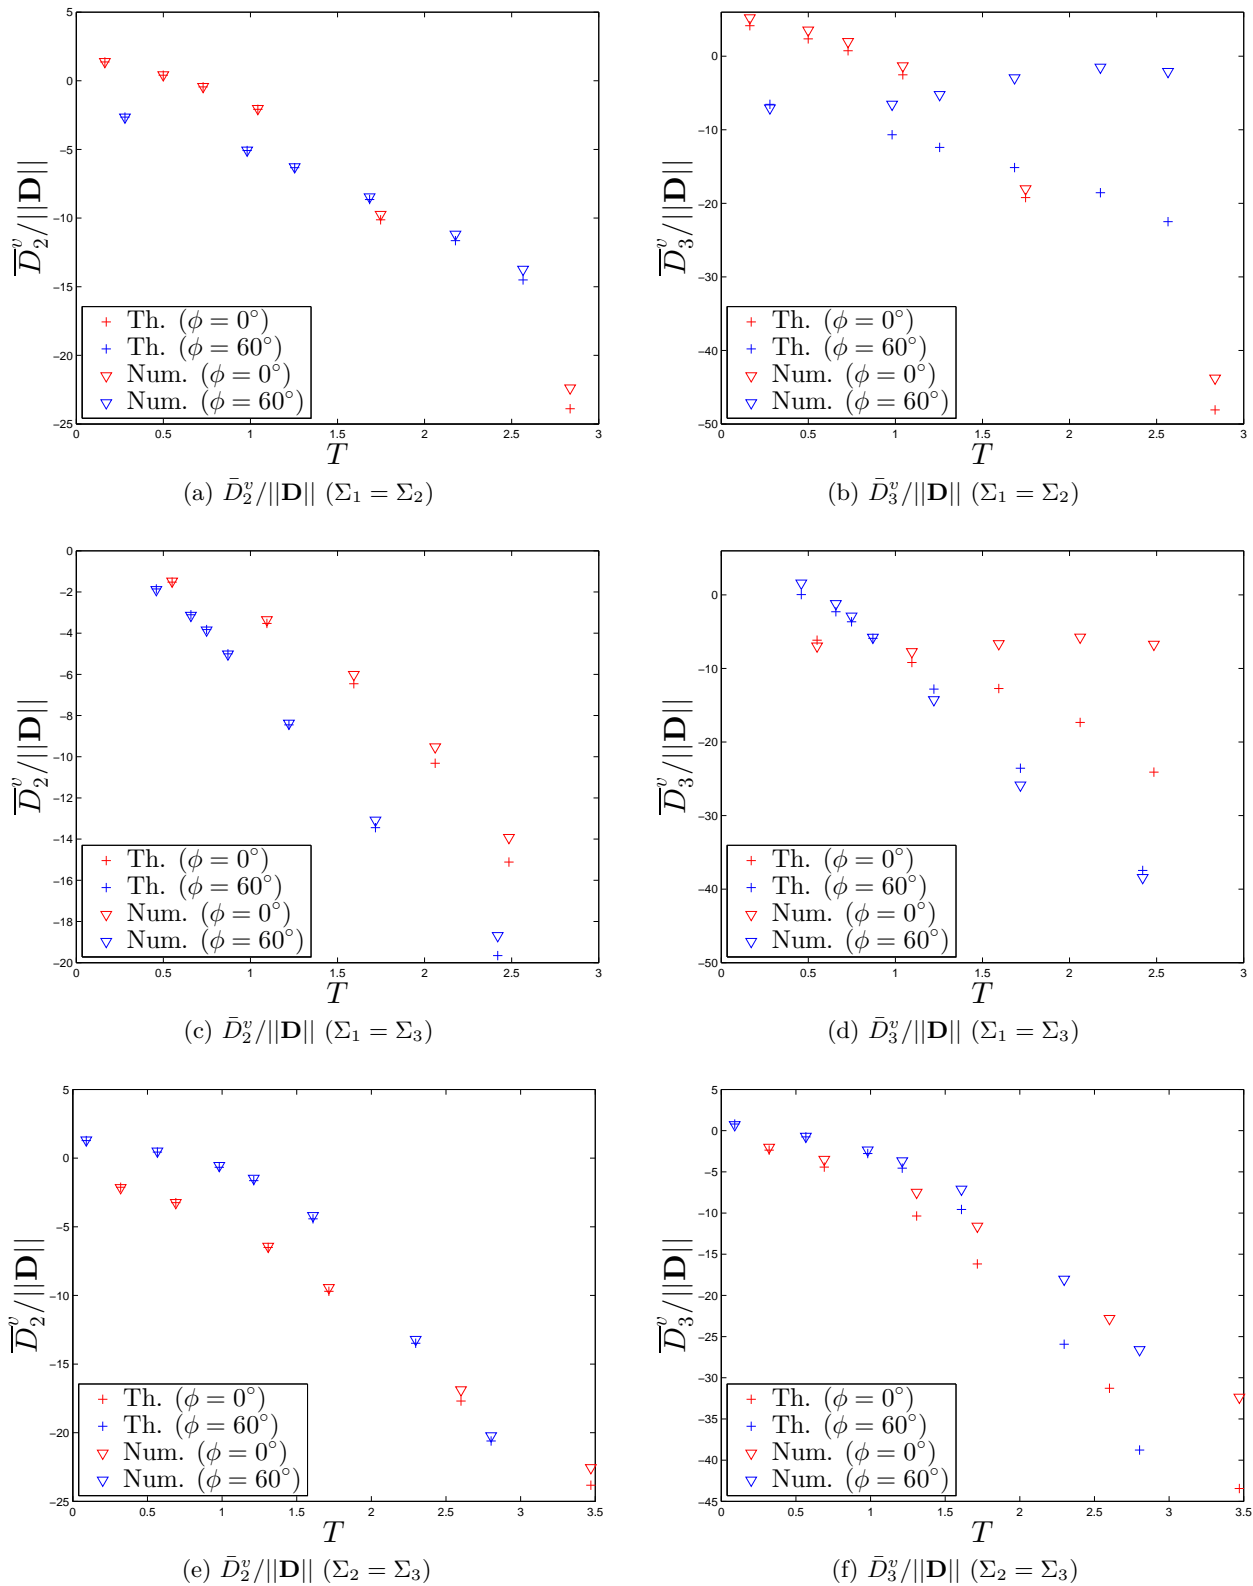 5
0
−5
−10
−15
−20
−25
0
0.5
1
1.5
2
2.5
3
D̅₂ᵛ/||𝐃||
T
+ Th. (ϕ = 0°)
+ Th. (ϕ = 60°)
▽ Num. (ϕ = 0°)
▽ Num. (ϕ = 60°)
(a) D̄₂ᵛ/||𝐃|| (Σ₁ = Σ₂)
0
−10
−20
−30
−40
−50
0
0.5
1
1.5
2
2.5
3
D̅₃ᵛ/||𝐃||
T
+ Th. (ϕ = 0°)
+ Th. (ϕ = 60°)
▽ Num. (ϕ = 0°)
▽ Num. (ϕ = 60°)
(b) D̄₃ᵛ/||𝐃|| (Σ₁ = Σ₂)
0
−2
−4
−6
−8
−10
−12
−14
−16
−18
−20
0
0.5
1
1.5
2
2.5
3
D̅₂ᵛ/||𝐃||
T
+ Th. (ϕ = 0°)
+ Th. (ϕ = 60°)
▽ Num. (ϕ = 0°)
▽ Num. (ϕ = 60°)
(c) D̄₂ᵛ/||𝐃|| (Σ₁ = Σ₃)
0
−10
−20
−30
−40
−50
0
0.5
1
1.5
2
2.5
3
D̅₃ᵛ/||𝐃||
T
+ Th. (ϕ = 0°)
+ Th. (ϕ = 60°)
▽ Num. (ϕ = 0°)
▽ Num. (ϕ = 60°)
(d) D̄₃ᵛ/||𝐃|| (Σ₁ = Σ₃)
5
0
−5
−10
−15
−20
−25
0
0.5
1
1.5
2
2.5
3
3.5
D̅₂ᵛ/||𝐃||
T
+ Th. (ϕ = 0°)
+ Th. (ϕ = 60°)
▽ Num. (ϕ = 0°)
▽ Num. (ϕ = 60°)
(e) D̄₂ᵛ/||𝐃|| (Σ₂ = Σ₃)
5
0
−5
−10
−15
−20
−25
−30
−35
−40
−45
0
0.5
1
1.5
2
2.5
3
3.5
D̅₃ᵛ/||𝐃||
T
+ Th. (ϕ = 0°)
+ Th. (ϕ = 60°)
▽ Num. (ϕ = 0°)
▽ Num. (ϕ = 60°)
(f) D̄₃ᵛ/||𝐃|| (Σ₂ = Σ₃)